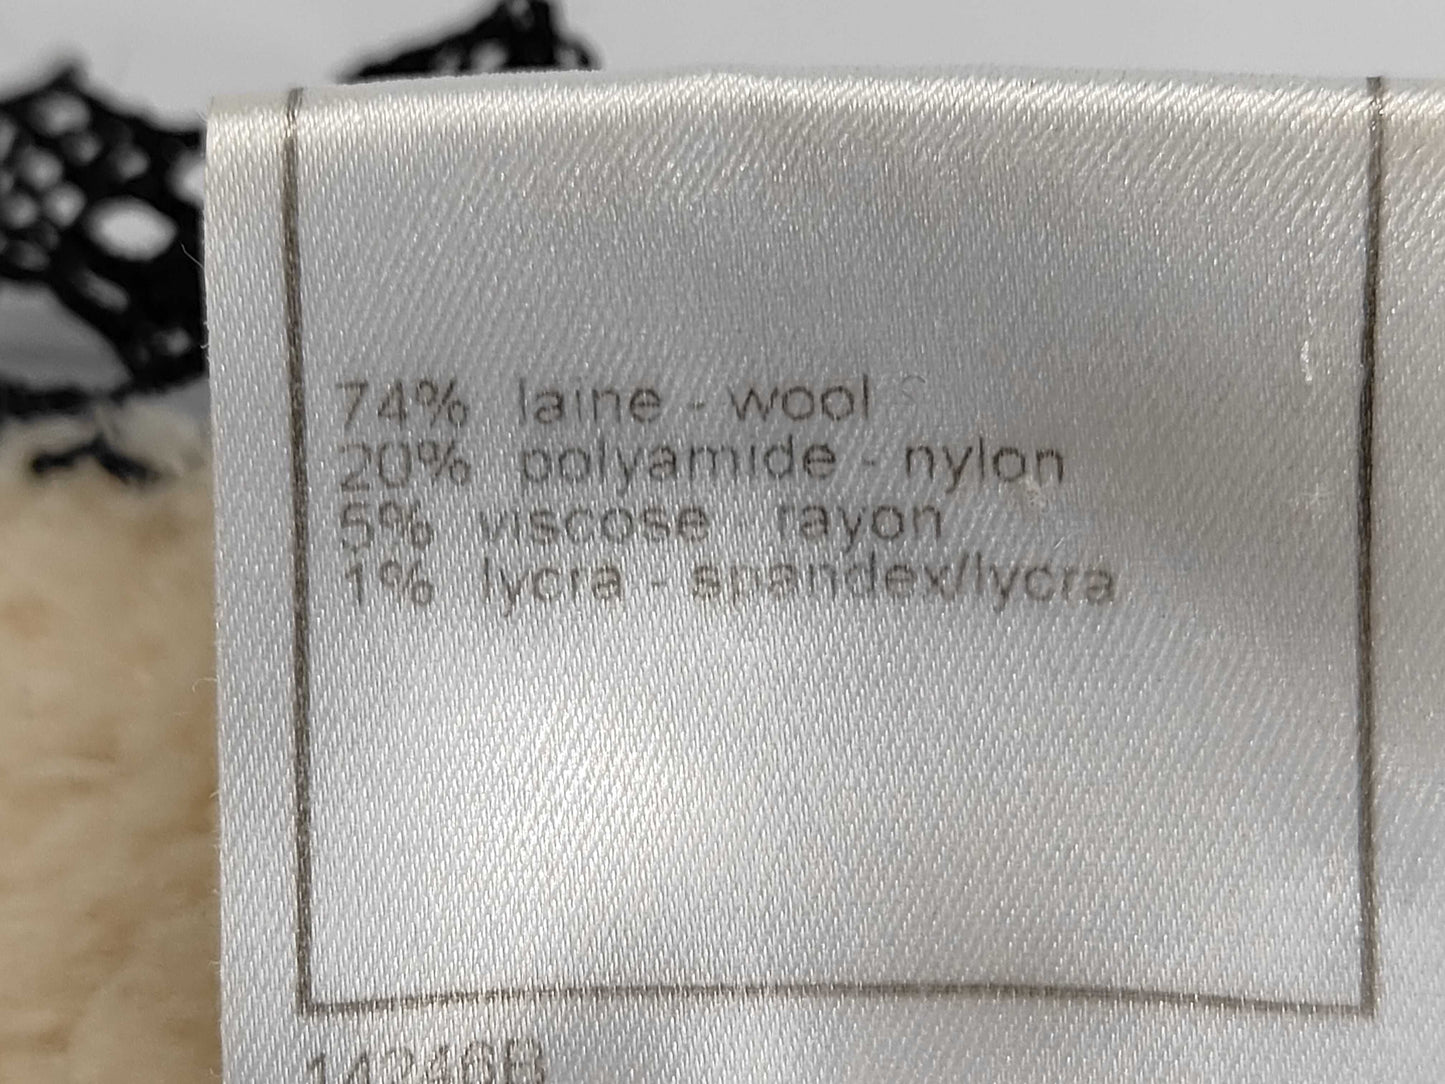 74% laine - wool
20% polyamide - nylon
5% viscose - rayon
1% lycra - spandex/lycra